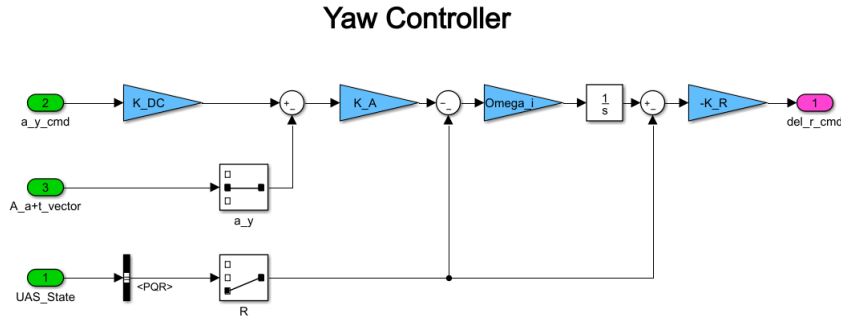 Yaw Controller
2
a_y_cmd
K_DC
+_
K_A
−_
Omega_i
1
s
+_
-K_R
1
del_r_cmd
3
A_a+t_vector
a_y
1
UAS_State
<PQR>
R